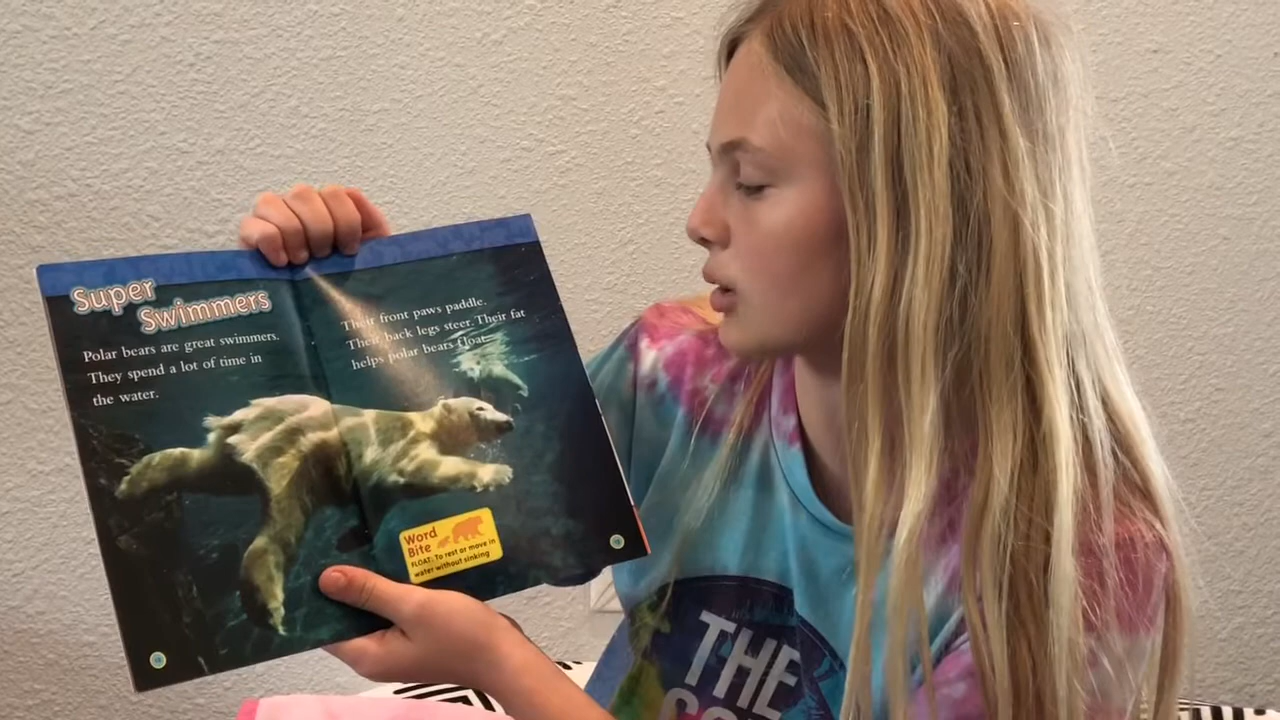 Super
Swimmers
Polar bears are great swimmers.
They spend a lot of time in
the water.
Their front paws paddle.
Their back legs steer. Their fat
helps polar bears float.
Word
Bite
FLOAT: To rest or move in
water without sinking
THE